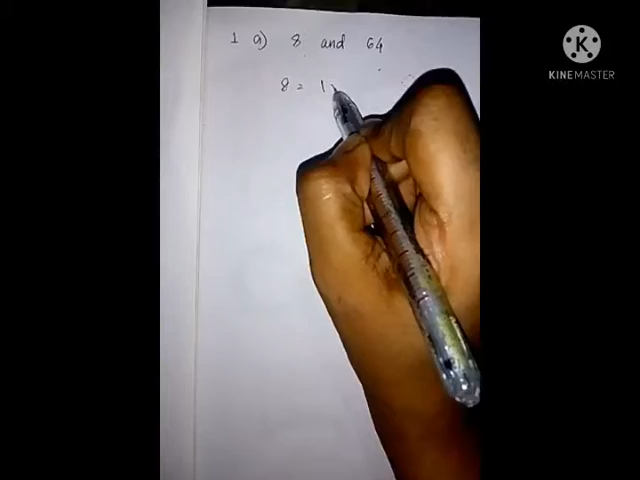 1 a) 8 and 64
8 = 1
K
KINEMASTER